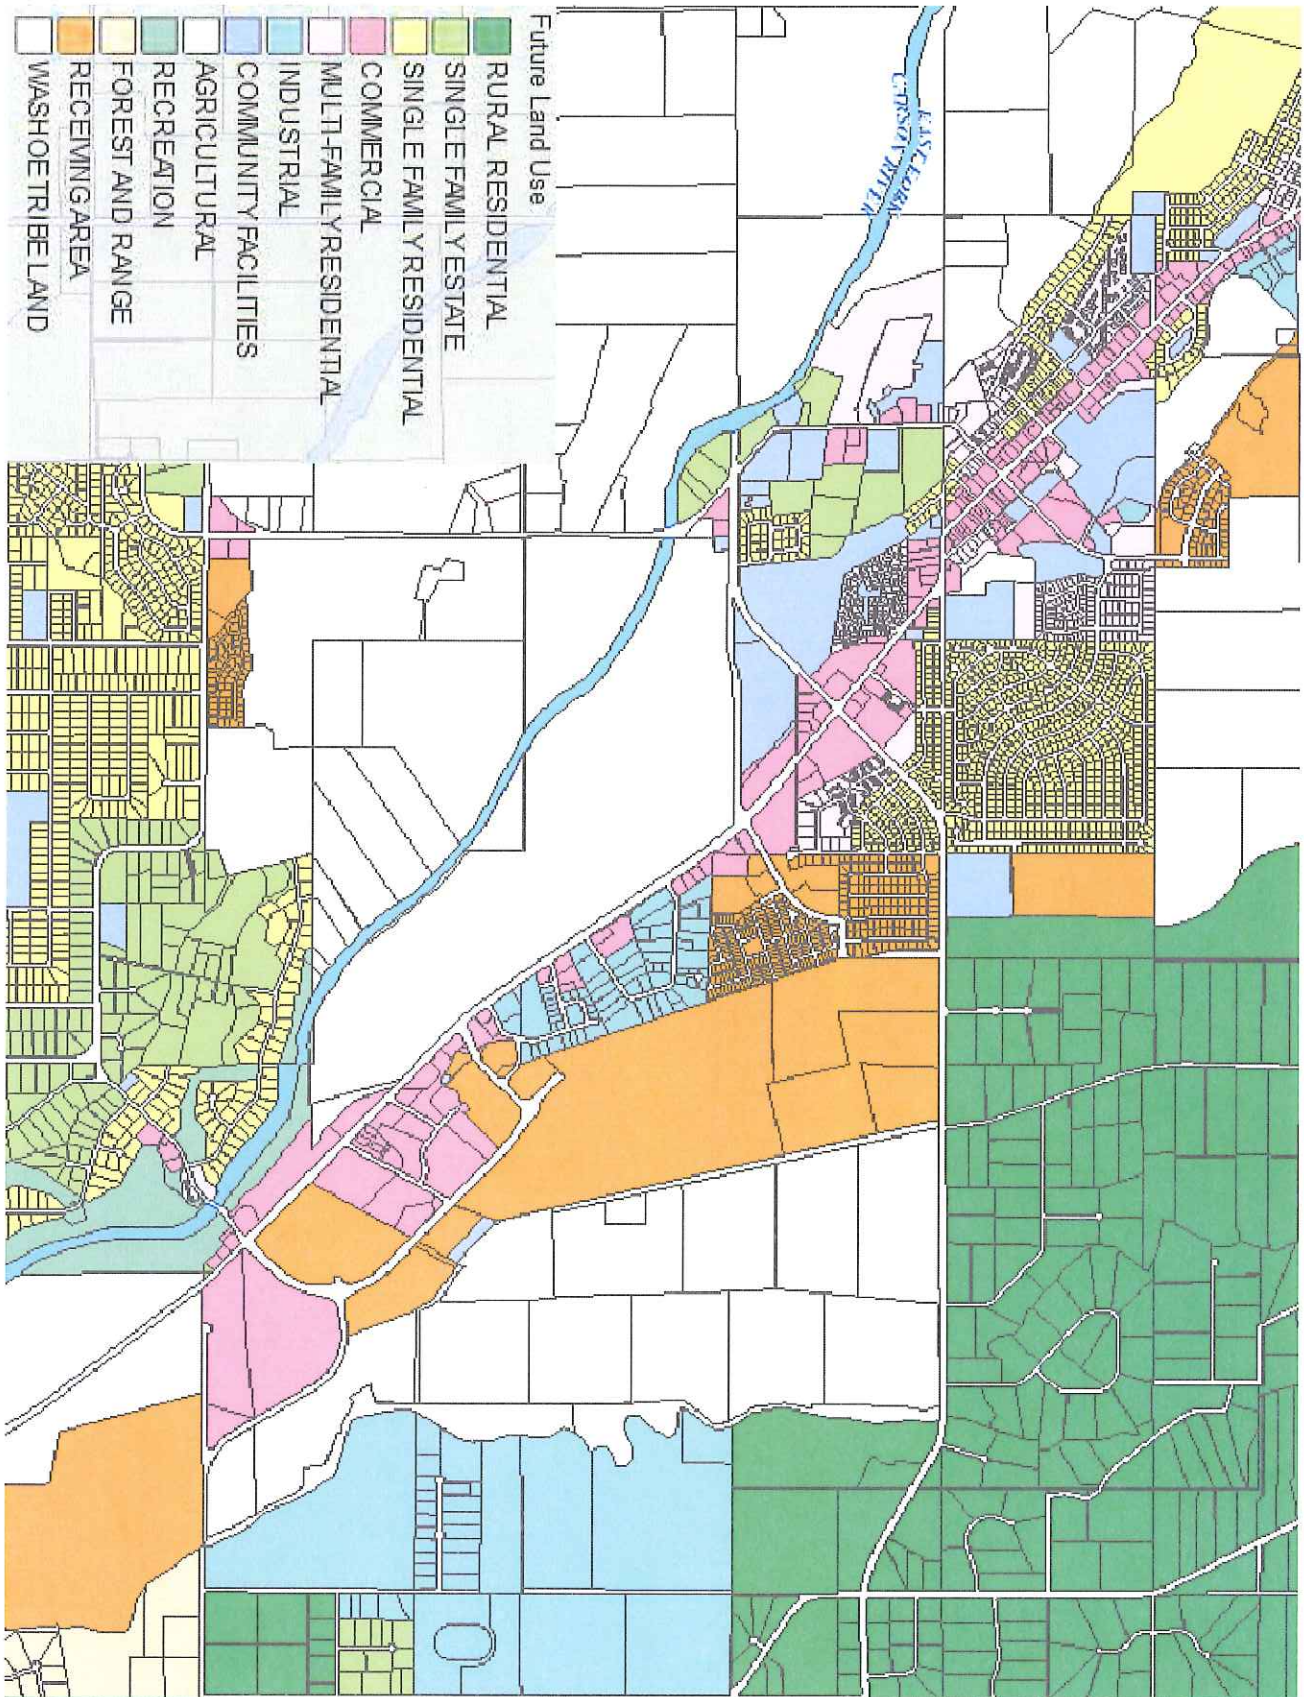 Future Land Use
RURAL RESIDENTIAL
SINGLE FAMILY ESTATE
SINGLE FAMILY RESIDENTIAL
COMMERCIAL
MULTI-FAMILY RESIDENTIAL
INDUSTRIAL
COMMUNITY FACILITIES
AGRICULTURAL
RECREATION
FOREST AND RANGE
RECEIVING AREA
WASHOE TRIBE LAND
EAST FORK
CARSON RIVER